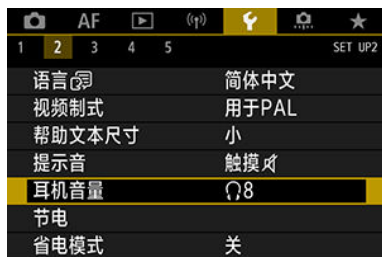 AF
1 2 3 4 5 SET UP2
语言 简体中文
视频制式 用于PAL
帮助文本尺寸 小
提示音 触摸
耳机音量 8
节电
省电模式 关